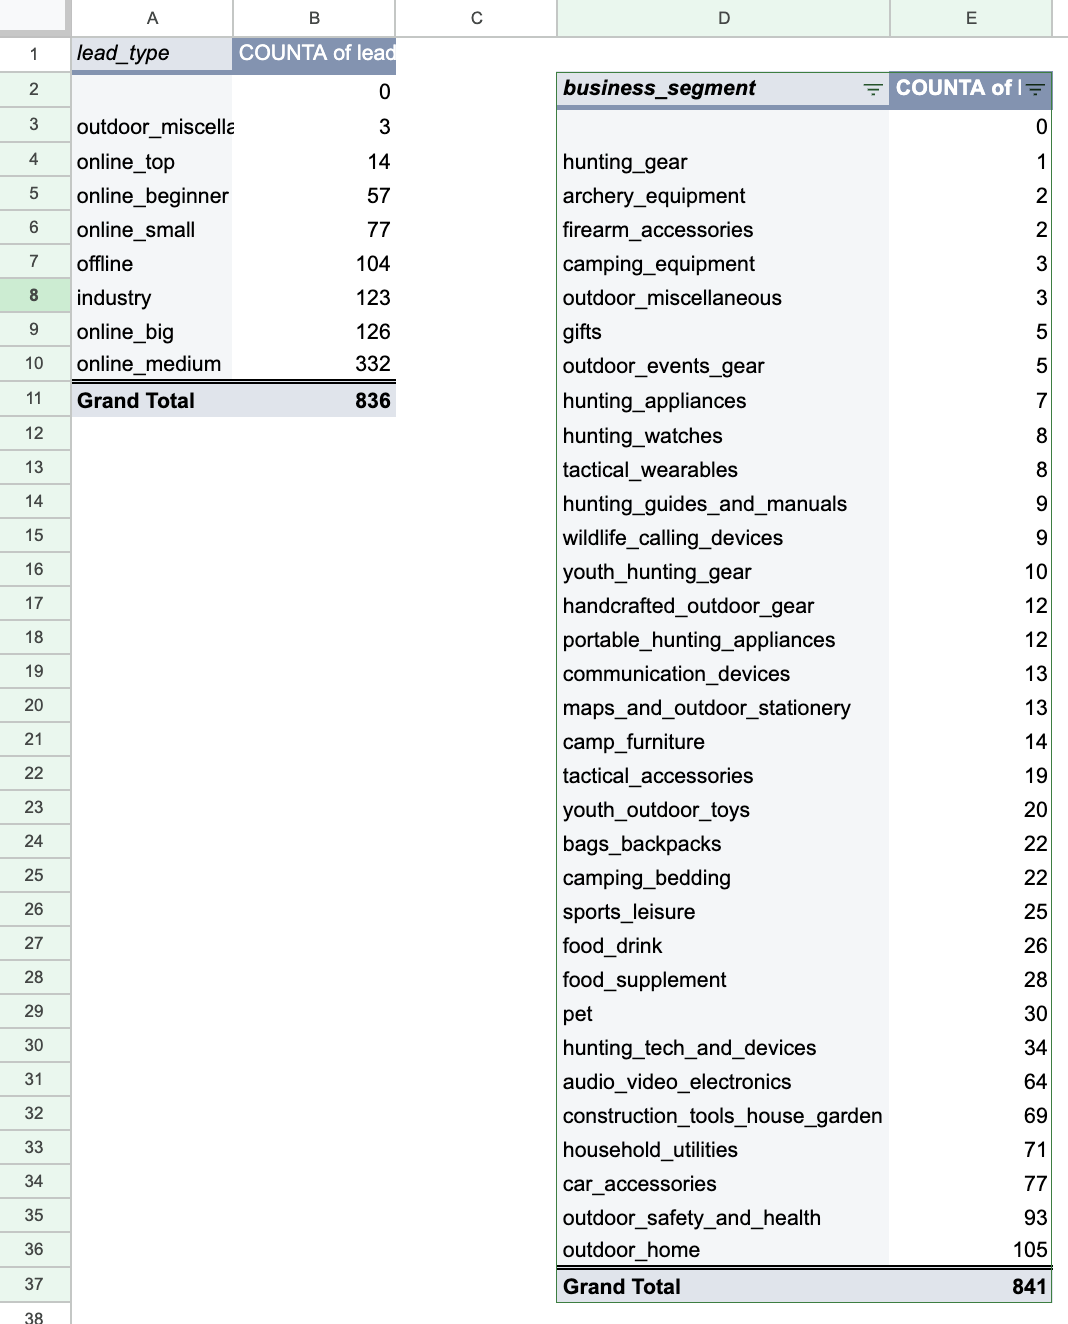 A B C D E
1 lead_type COUNTA of lead
2 0 business_segment COUNTA of l
3 outdoor_miscella 3 0
4 online_top 14 hunting_gear 1
5 online_beginner 57 archery_equipment 2
6 online_small 77 firearm_accessories 2
7 offline 104 camping_equipment 3
8 industry 123 outdoor_miscellaneous 3
9 online_big 126 gifts 5
10 online_medium 332 outdoor_events_gear 5
11 Grand Total 836 hunting_appliances 7
12 hunting_watches 8
13 tactical_wearables 8
14 hunting_guides_and_manuals 9
15 wildlife_calling_devices 9
16 youth_hunting_gear 10
17 handcrafted_outdoor_gear 12
18 portable_hunting_appliances 12
19 communication_devices 13
20 maps_and_outdoor_stationery 13
21 camp_furniture 14
22 tactical_accessories 19
23 youth_outdoor_toys 20
24 bags_backpacks 22
25 camping_bedding 22
26 sports_leisure 25
27 food_drink 26
28 food_supplement 28
29 pet 30
30 hunting_tech_and_devices 34
31 audio_video_electronics 64
32 construction_tools_house_garden 69
33 household_utilities 71
34 car_accessories 77
35 outdoor_safety_and_health 93
36 outdoor_home 105
37 Grand Total 841
38